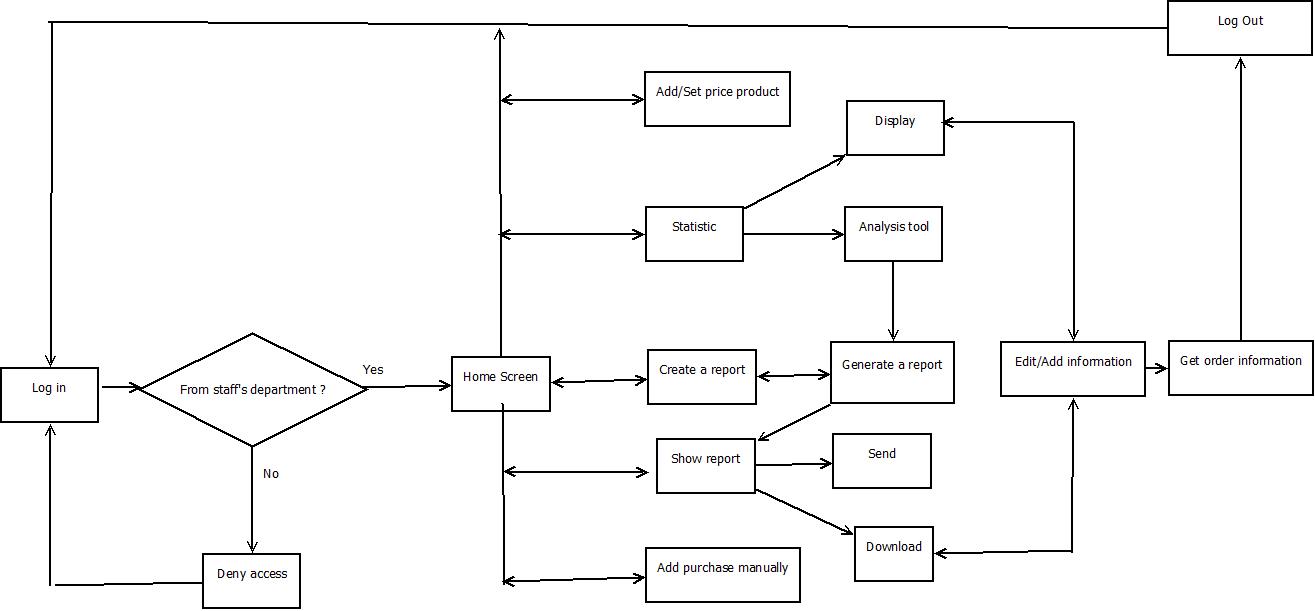 Log Out
Add/Set price product
Display
Statistic
Analysis tool
Log in
From staff's department ?
Yes
Home Screen
Create a report
Generate a report
Edit/Add information
Get order information
No
Show report
Send
Download
Deny access
Add purchase manually